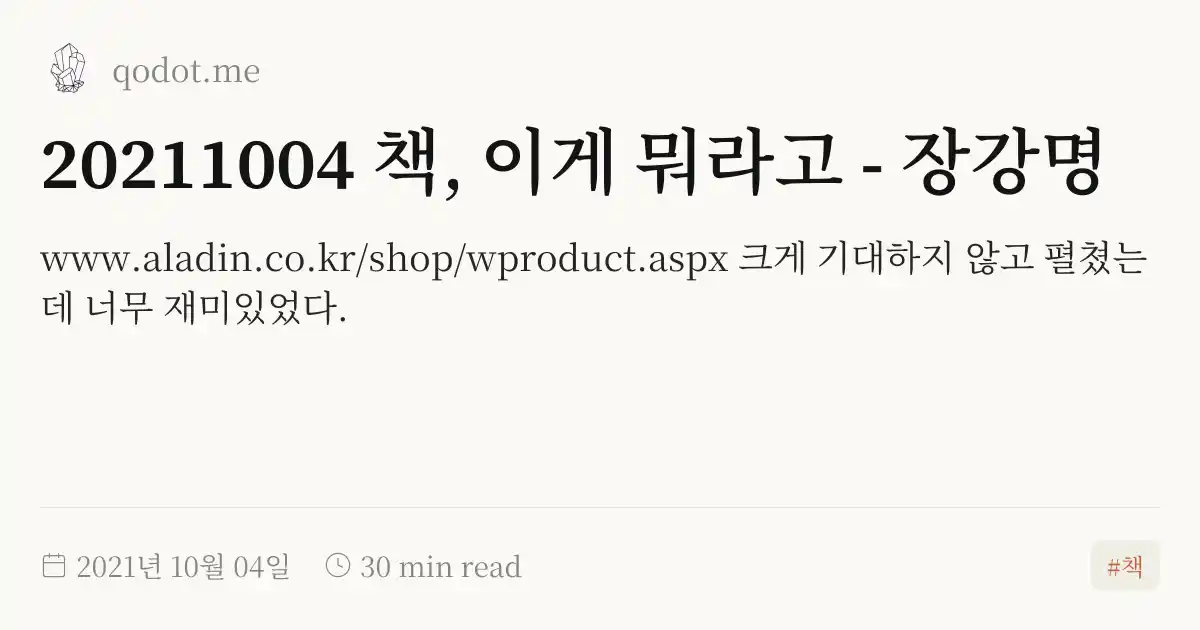 qodot.me
20211004 책, 이게 뭐라고 - 장강명
www.aladin.co.kr/shop/wproduct.aspx 크게 기대하지 않고 펼쳤는
데 너무 재미있었다.
2021년 10월 04일 30 min read
#책